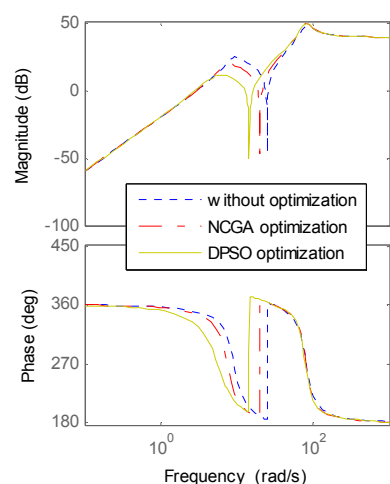 50
0
-50
-100
Magnitude (dB)
without optimization
NCGA optimization
DPSO optimization
450
360
270
180
Phase (deg)
10^0
10^2
Frequency (rad/s)